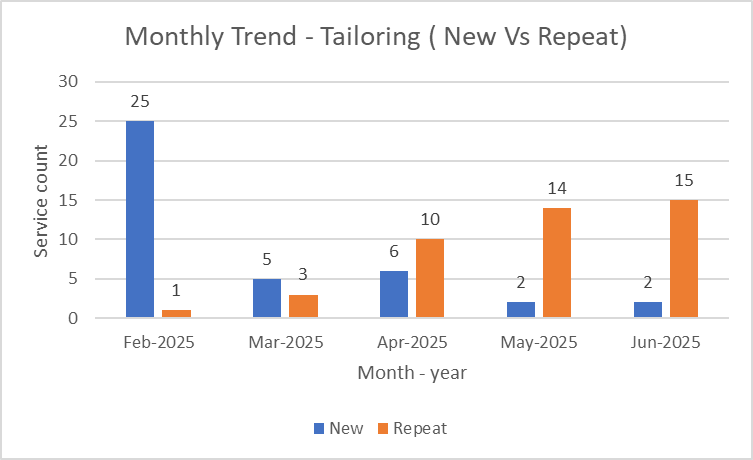 Monthly Trend - Tailoring ( New Vs Repeat)
Service count
30
25
20
15
10
5
0
25
1
5
3
6
10
2
14
2
15
Feb-2025
Mar-2025
Apr-2025
May-2025
Jun-2025
Month - year
New
Repeat